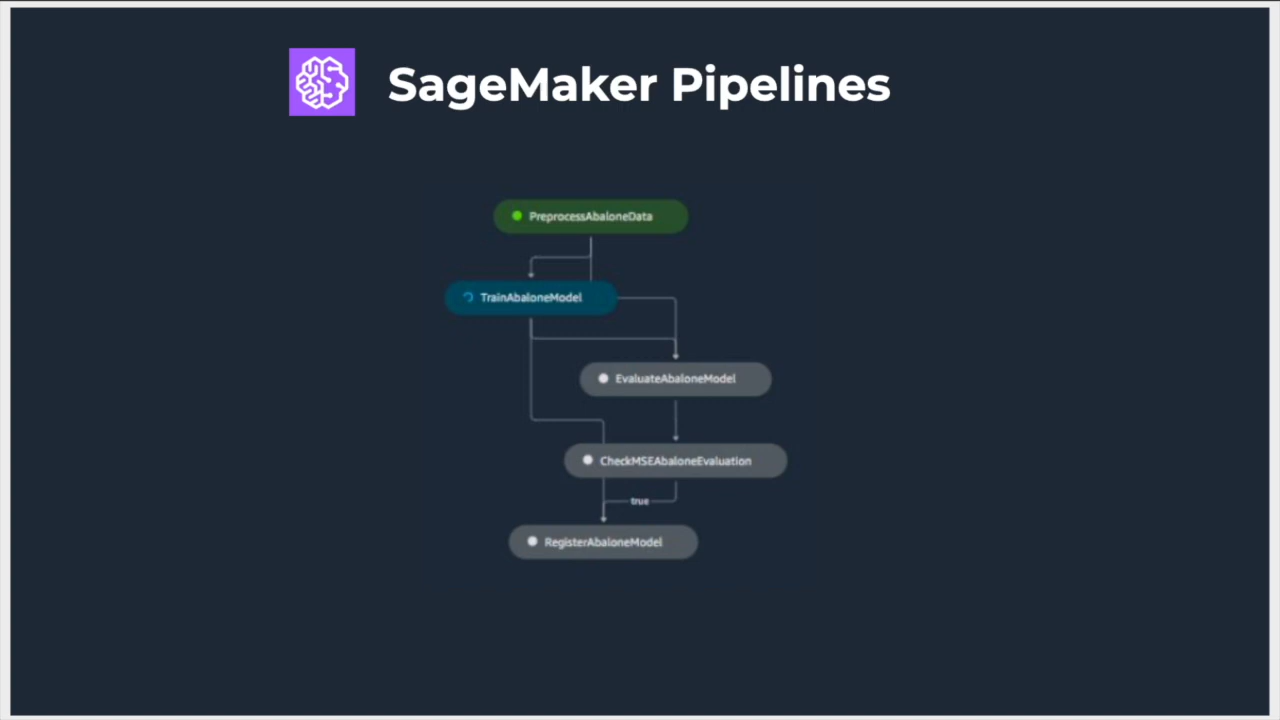 SageMaker Pipelines
PreprocessAbaloneData
TrainAbaloneModel
EvaluateAbaloneModel
CheckMSEAbaloneEvaluation
true
RegisterAbaloneModel